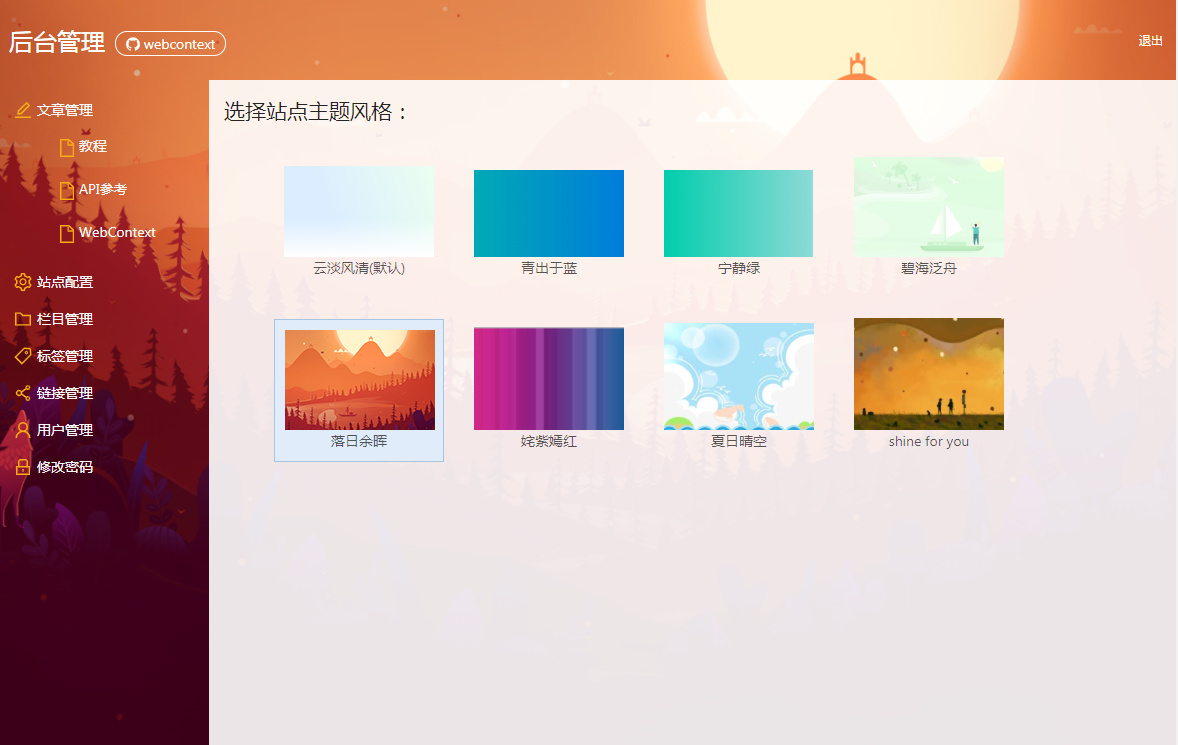 后台管理 webcontext
退出
文章管理
教程
API参考
WebContext
站点配置
栏目管理
标签管理
链接管理
用户管理
修改密码
选择站点主题风格：
云淡风清(默认) 青出于蓝 宁静绿 碧海泛舟
落日余晖 姹紫嫣红 夏日晴空 shine for you